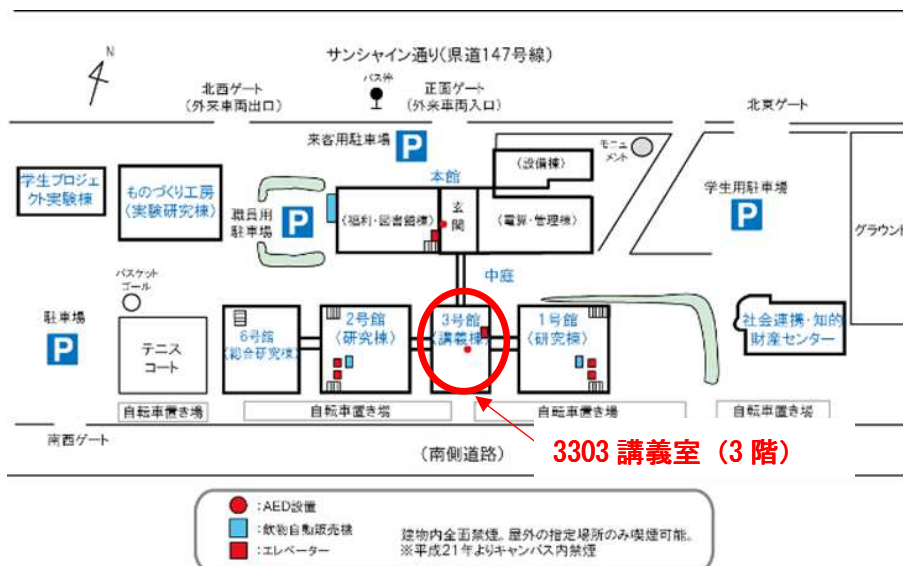 N
サンシャイン通り(県道147号線)
北西ゲート
(外来車両出口)
バス停
正面ゲート
(外来車両入口)
北東ゲート
来客用駐車場
P
モニュ
メント
学生プロジェ
クト実験棟
ものづくり工房
(実験研究棟)
職員用
駐車場
P
本館
(設備棟)
(福利・図書館棟)
玄
関
(電算・管理棟)
学生用駐車場
P
グラウンド
中庭
バスケット
ゴール
駐車場
P
テニス
コート
6号館
(総合研究棟)
2号館
(研究棟)
3号館
(講義棟)
1号館
(研究棟)
社会連携・知的
財産センター
自転車置き場
自転車置き場
自転車置き場
自転車置き場
南西ゲート
(南側道路)
3303 講義室 (3 階)
:AED設置
:飲物自動販売機
:エレベーター
建物内全面禁煙。屋外の指定場所のみ喫煙可能。
※平成21年よりキャンパス内禁煙